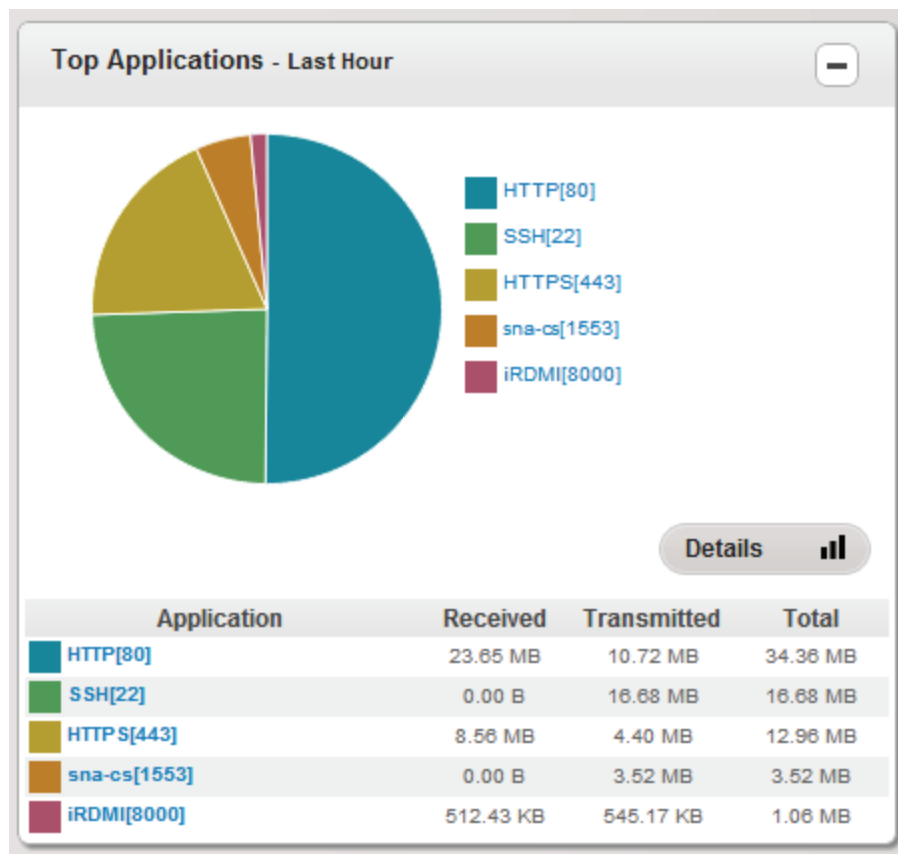 Top Applications - Last Hour
HTTP[80]
SSH[22]
HTTPS[443]
sna-cs[1553]
iRDMI[8000]
Details
Application Received Transmitted Total
HTTP[80] 23.65 MB 10.72 MB 34.36 MB
SSH[22] 0.00 B 16.68 MB 16.68 MB
HTTPS[443] 8.56 MB 4.40 MB 12.96 MB
sna-cs[1553] 0.00 B 3.52 MB 3.52 MB
iRDMI[8000] 512.43 KB 545.17 KB 1.06 MB